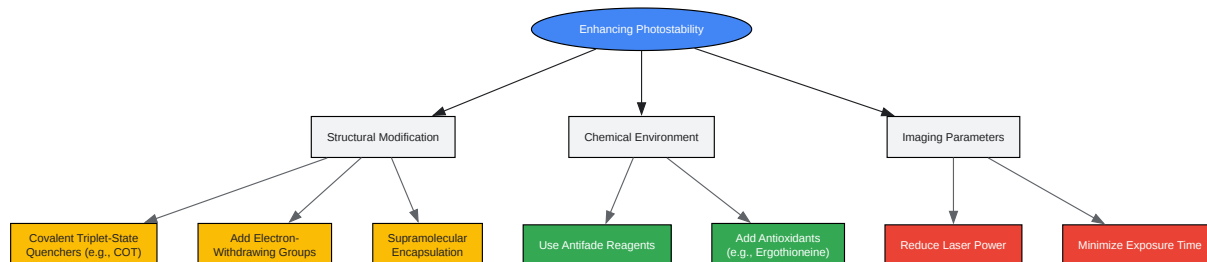 Enhancing Photostability
Structural Modification
Chemical Environment
Imaging Parameters
Covalent Triplet-State
Quenchers (e.g., COT)
Add Electron-
Withdrawing Groups
Supramolecular
Encapsulation
Use Antifade Reagents
Add Antioxidants
(e.g., Ergothioneine)
Reduce Laser Power
Minimize Exposure Time